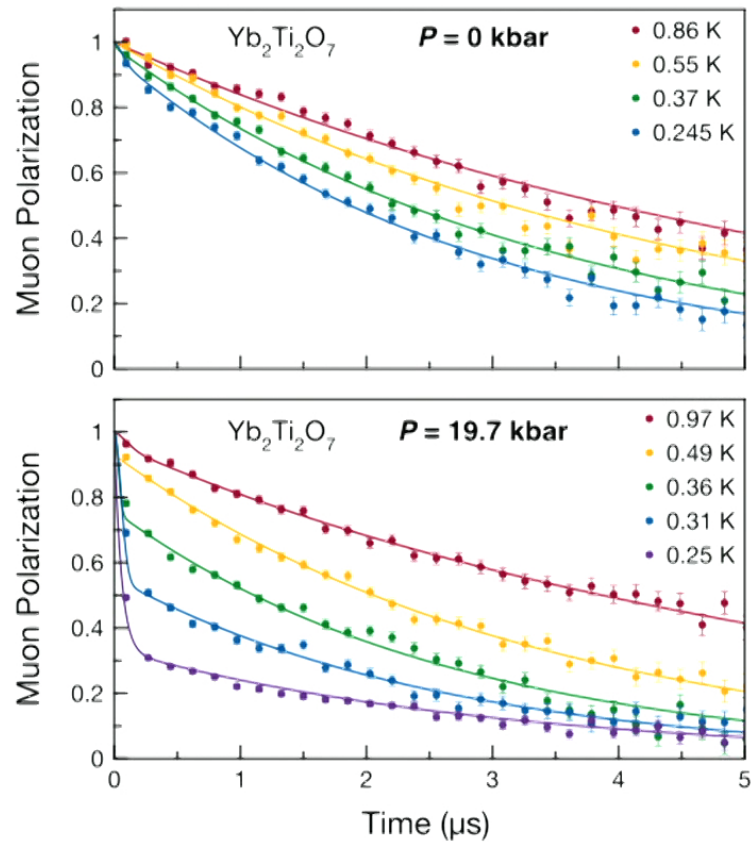 Yb₂Ti₂O₇ P = 0 kbar
0.86 K
0.55 K
0.37 K
0.245 K
Muon Polarization
1
0.8
0.6
0.4
0.2
0
Yb₂Ti₂O₇ P = 19.7 kbar
0.97 K
0.49 K
0.36 K
0.31 K
0.25 K
Muon Polarization
1
0.8
0.6
0.4
0.2
0
0 1 2 3 4 5
Time (μs)